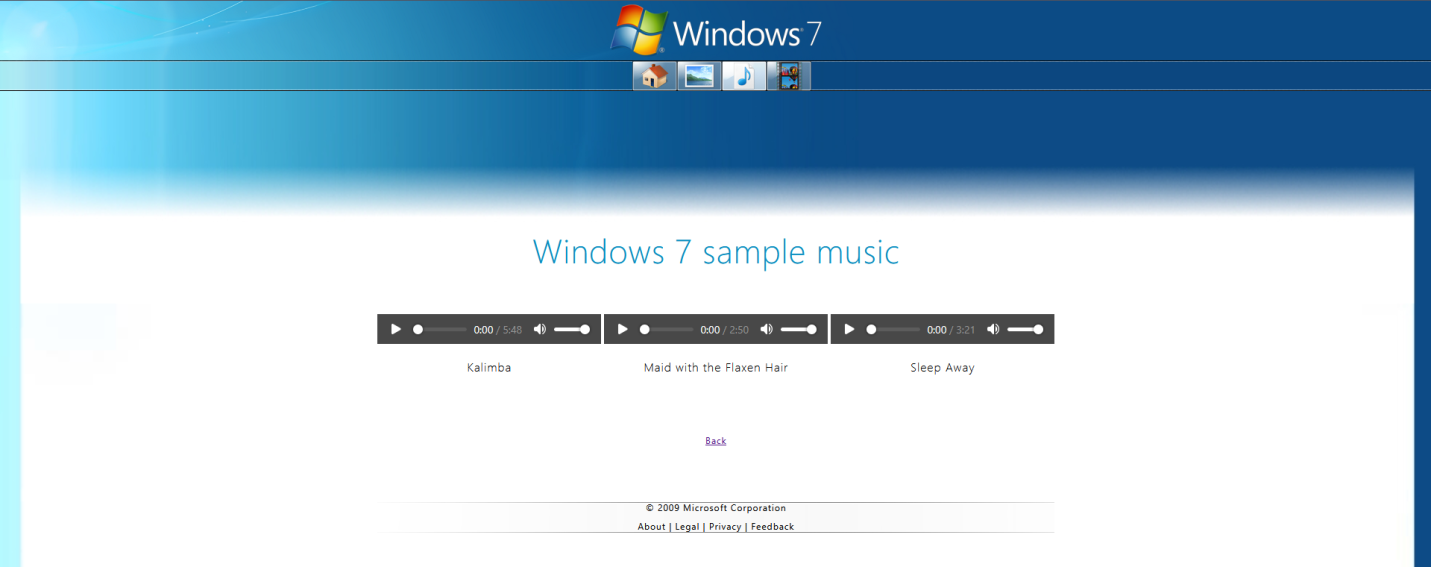 Windows® 7
Windows 7 sample music
0:00 / 5:48 0:00 / 2:50 0:00 / 3:21
Kalimba Maid with the Flaxen Hair Sleep Away
Back
© 2009 Microsoft Corporation
About | Legal | Privacy | Feedback